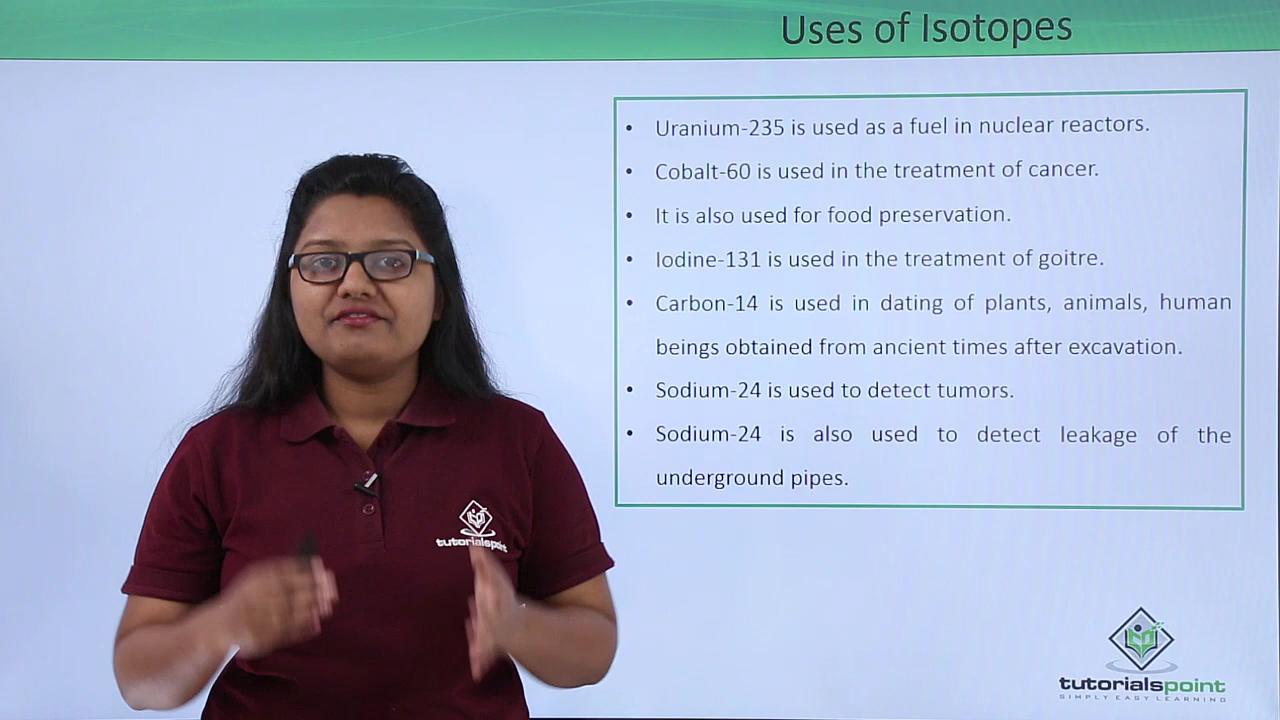 Uses of Isotopes
• Uranium-235 is used as a fuel in nuclear reactors.
• Cobalt-60 is used in the treatment of cancer.
• It is also used for food preservation.
• Iodine-131 is used in the treatment of goitre.
• Carbon-14 is used in dating of plants, animals, human
beings obtained from ancient times after excavation.
• Sodium-24 is used to detect tumors.
• Sodium-24 is also used to detect leakage of the
underground pipes.
tutorialspoint
tutorialspoint
SIMPLY EASY LEARNING